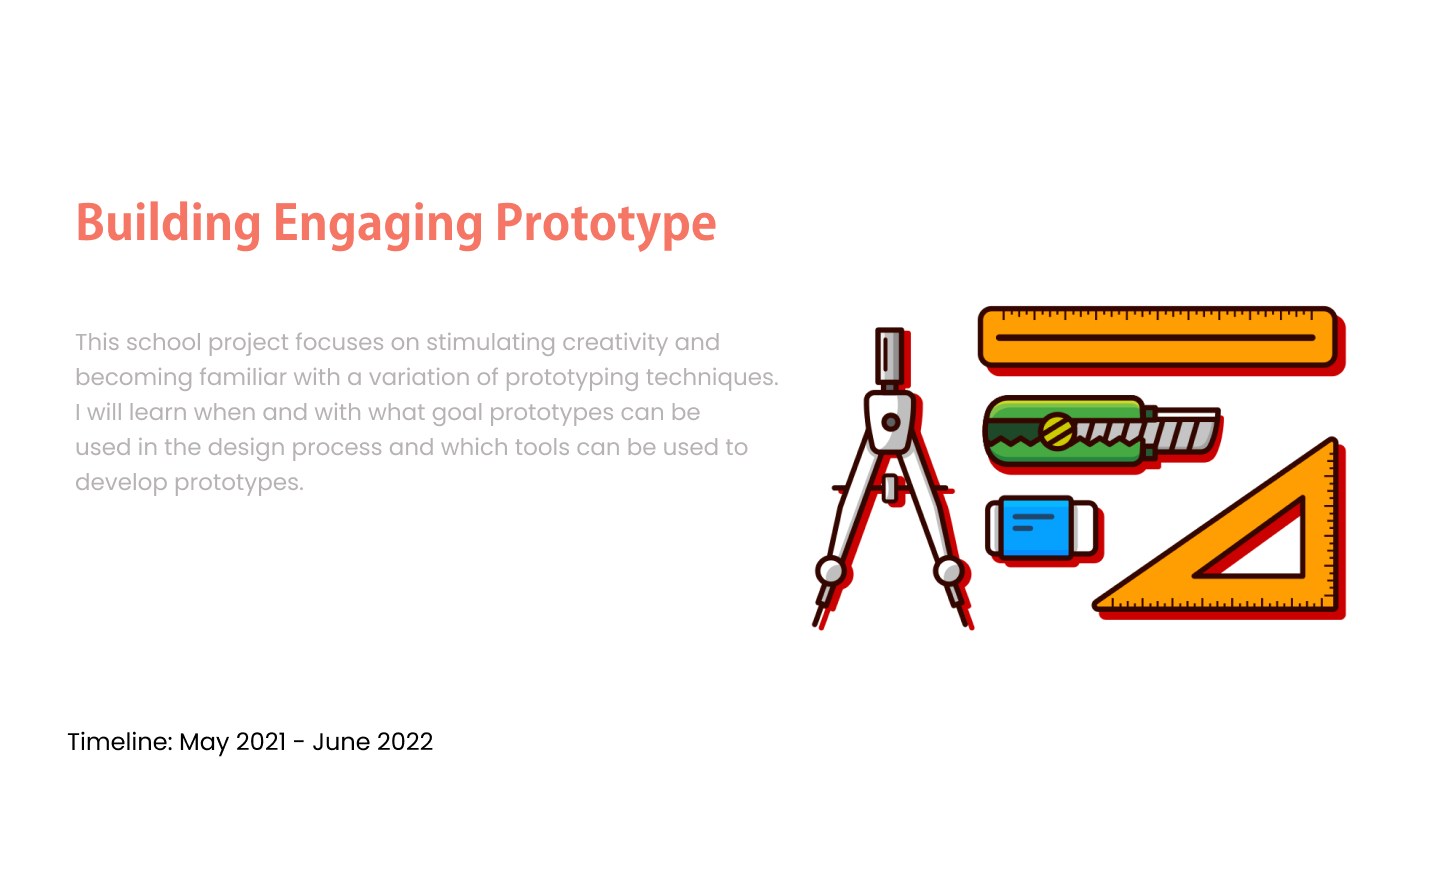 Building Engaging Prototype
This school project focuses on stimulating creativity and
becoming familiar with a variation of prototyping techniques.
I will learn when and with what goal prototypes can be
used in the design process and which tools can be used to
develop prototypes.
Timeline: May 2021 - June 2022